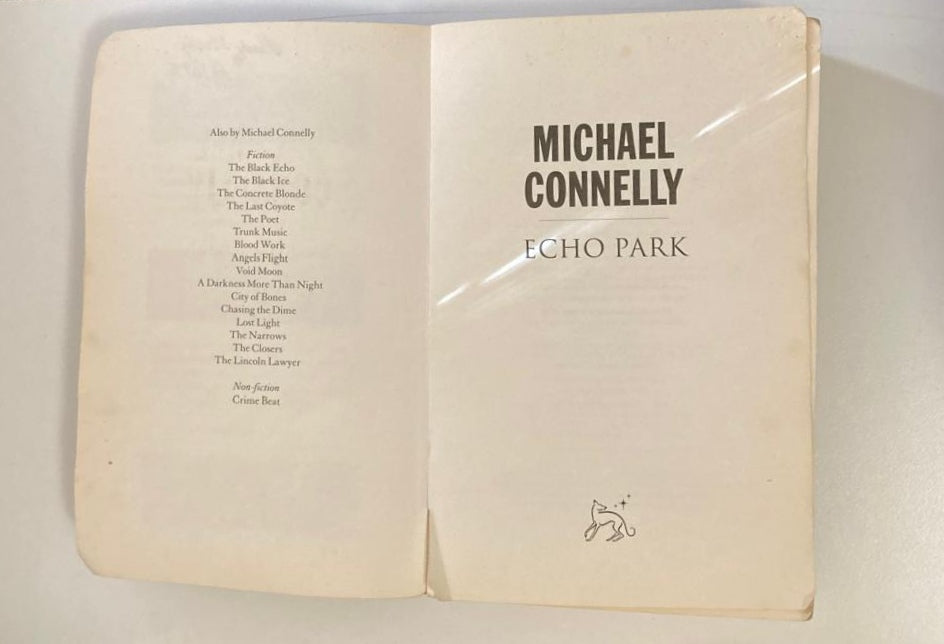 Also by Michael Connelly
Fiction
The Black Echo
The Black Ice
The Concrete Blonde
The Last Coyote
The Poet
Trunk Music
Blood Work
Angels Flight
Void Moon
A Darkness More Than Night
City of Bones
Chasing the Dime
Lost Light
The Narrows
The Closers
The Lincoln Lawyer
Non-fiction
Crime Beat
MICHAEL
CONNELLY
ECHO PARK